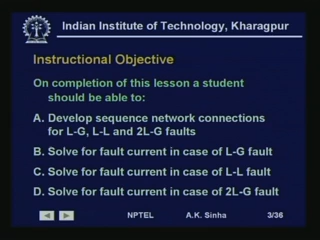 Indian Institute of Technology, Kharagpur
Instructional Objective
On completion of this lesson a student
should be able to:
A. Develop sequence network connections
for L-G, L-L and 2L-G faults
B. Solve for fault current in case of L-G fault
C. Solve for fault current in case of L-L fault
D. Solve for fault current in case of 2L-G fault
NPTEL A.K. Sinha 3/36